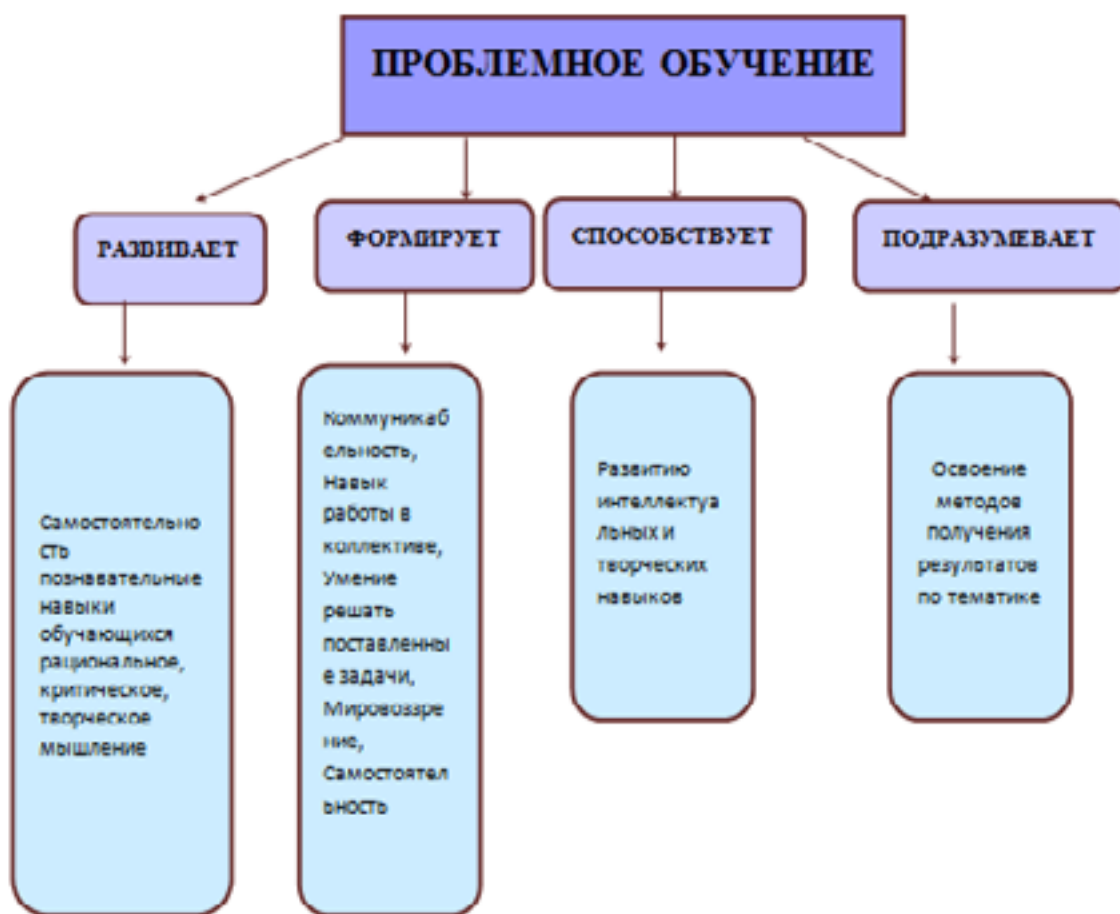 ПРОБЛЕМНОЕ ОБУЧЕНИЕ
РАЗВИВАЕТ
ФОРМИРУЕТ
СПОСОБСТВУЕТ
ПОДРАЗУМЕВАЕТ
Самостоятельно
сть
познавательные
навыки
обучающихся
рациональное,
критическое,
творческое
мышление
Коммуникаб
ельность,
Навык
работы в
коллективе,
Умение
решать
поставленны
е задачи,
Мировоззре
ние,
Самостоятел
ьность
Развитию
интеллектуа
льных и
творческих
навыков
Освоение
методов
получения
результатов
по тематике